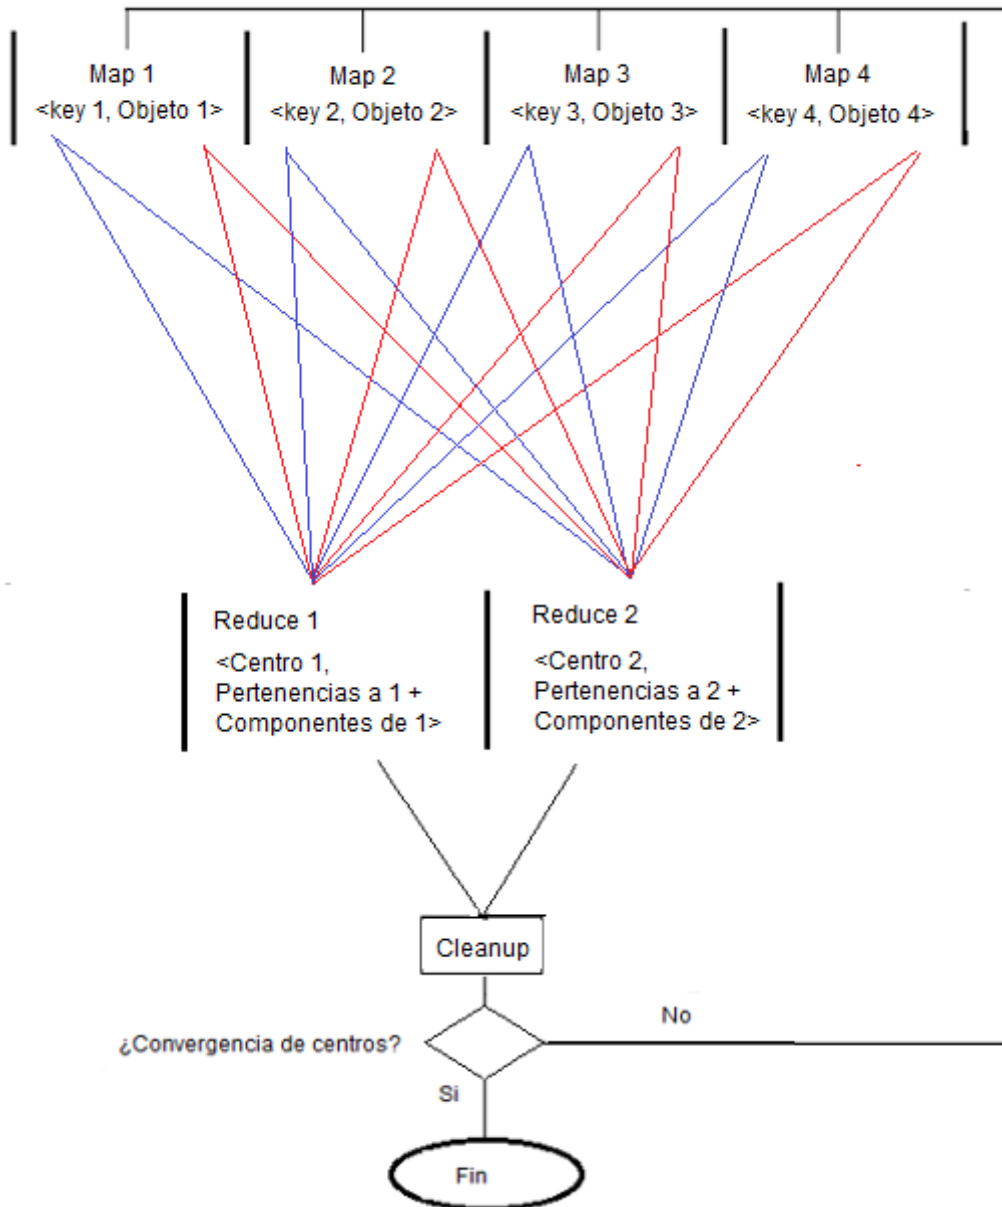 Map 1
<key 1, Objeto 1>
Map 2
<key 2, Objeto 2>
Map 3
<key 3, Objeto 3>
Map 4
<key 4, Objeto 4>
Reduce 1
<Centro 1,
Pertenencias a 1 +
Componentes de 1>
Reduce 2
<Centro 2,
Pertenencias a 2 +
Componentes de 2>
Cleanup
¿Convergencia de centros?
No
Si
Fin